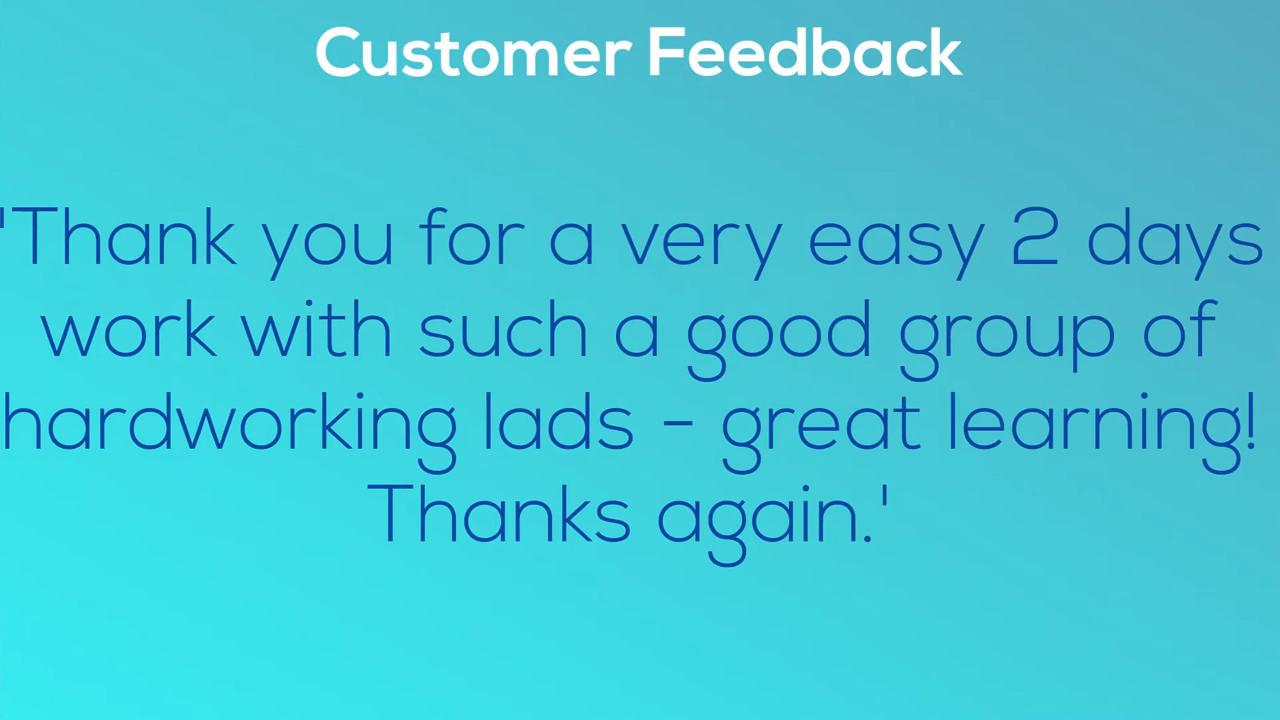 Customer Feedback
'Thank you for a very easy 2 days
work with such a good group of
hardworking lads - great learning!
Thanks again.'